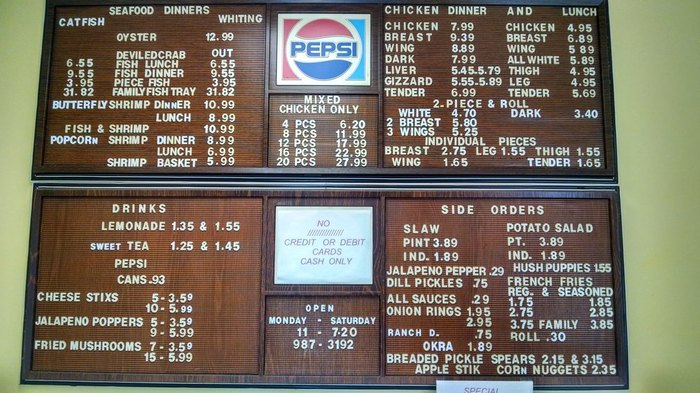 SEAFOOD DINNERS
CATFISH WHITING
OYSTER 12.99
DEVILEDCRAB OUT
6.55 FISH LUNCH 6.55
9.55 FISH DINNER 9.55
3.95 PIECE FISH 3.95
31.82 FAMILYFISH TRAY 31.82
BUTTERFLYSHRIMP DINNER 10.99
LUNCH 8.99
FISH & SHRIMP 10.99
POPCORN SHRIMP DINNER 8.99
LUNCH 6.99
SHRIMP BASKET 5.99
PEPSI
MIXED
CHICKEN ONLY
4 PCS 6.20
8 PCS 11.99
12 PCS 17.99
16 PCS 22.99
20 PCS 27.99
CHICKEN DINNER AND LUNCH
CHICKEN 7.99 CHICKEN 4.95
BREAST 9.39 BREAST 6.89
WING 8.89 WING 5 89
DARK 7.99 ALL WHITE 5.89
LIVER 5.45.5.79 THIGH 4.95
GIZZARD 5.55.5.89 LEG 4.95
TENDER 6.99 TENDER 5.69
2-PIECE & ROLL
WHITE 4.70 DARK 3.40
2 BREAST 5.80
3 WINGS 5.25
INDIVIDUAL PIECES
BREAST 2.75 LEG 1.55 THIGH 1.55
WING 1.65 TENDER 1.65
DRINKS
LEMONADE 1.35 & 1.55
SWEET TEA 1.25 & 1.45
PEPSI
CANS .93
CHEESE STIXS 5 - 3.59
10 - 5.99
JALAPENO POPPERS 5 - 3.59
9 - 5.99
FRIED MUSHROOMS 7 - 3.59
15 - 5.99
NO
///////////////
CREDIT OR DEBIT
CARDS
CASH ONLY
OPEN
MONDAY - SATURDAY
11 - 7:20
987-3192
SIDE ORDERS
SLAW POTATO SALAD
PINT 3.89 PT. 3.89
IND. 1.89 IND. 1.89
JALAPENO PEPPER .29 HUSH PUPPIES 1.55
DILL PICKLES .75 FRENCH FRIES
REG. & SEASONED
ALL SAUCES .29 1.75 1.85
ONION RINGS 1.95 2.75 2.85
2.95 3.75 FAMILY 3.85
RANCH D. .75 ROLL .30
OKRA 1.89
BREADED PICKLE SPEARS 2.15 & 3.15
APPLE STIK CORN NUGGETS 2.35
SPECIAL